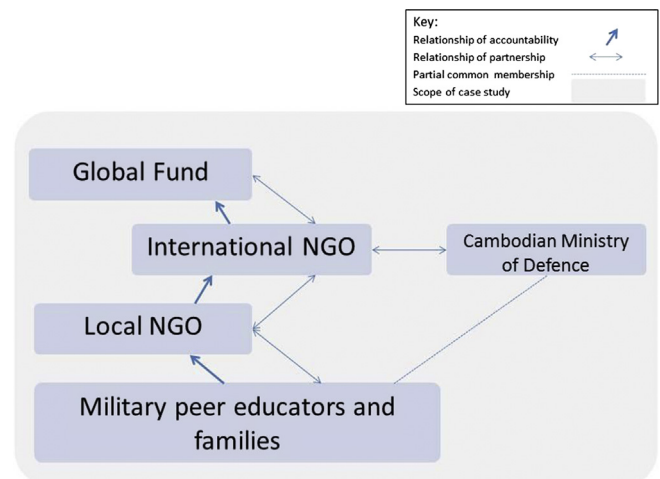 Key:
Relationship of accountability
Relationship of partnership
Partial common membership
Scope of case study
Global Fund
International NGO
Cambodian Ministry
of Defence
Local NGO
Military peer educators and
families